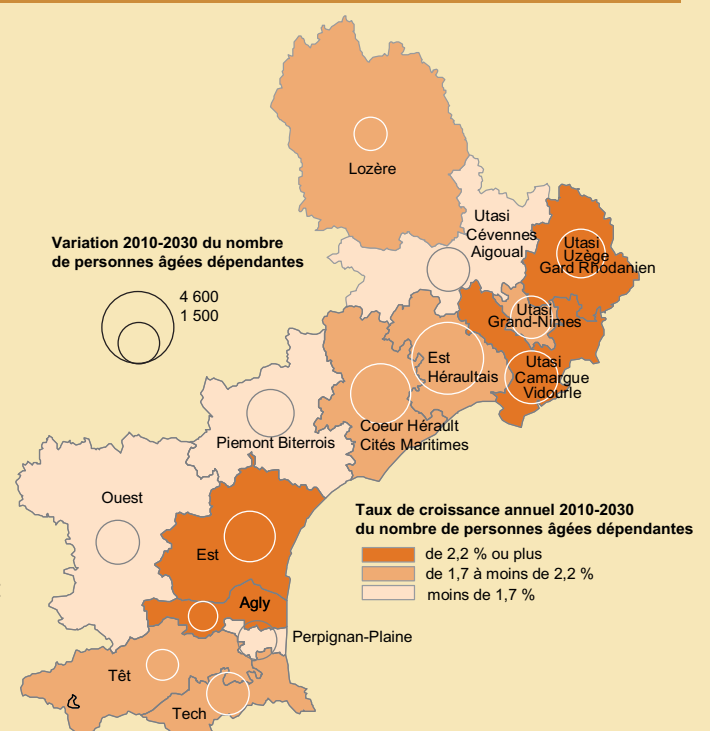 Lozère
Utasi
Cévennes
Aigoual
Utasi
Uzège
Gard Rhodanien
Variation 2010-2030 du nombre
de personnes âgées dépendantes
4 600
1 500
Utasi
Grand-Nîmes
Est
Héraultais
Utasi
Camargue
Vidourle
Coeur Hérault
Cités Maritimes
Piemont Biterrois
Ouest
Taux de croissance annuel 2010-2030
du nombre de personnes âgées dépendantes
de 2,2 % ou plus
de 1,7 à moins de 2,2 %
moins de 1,7 %
Est
Agly
Perpignan-Plaine
Têt
Tech